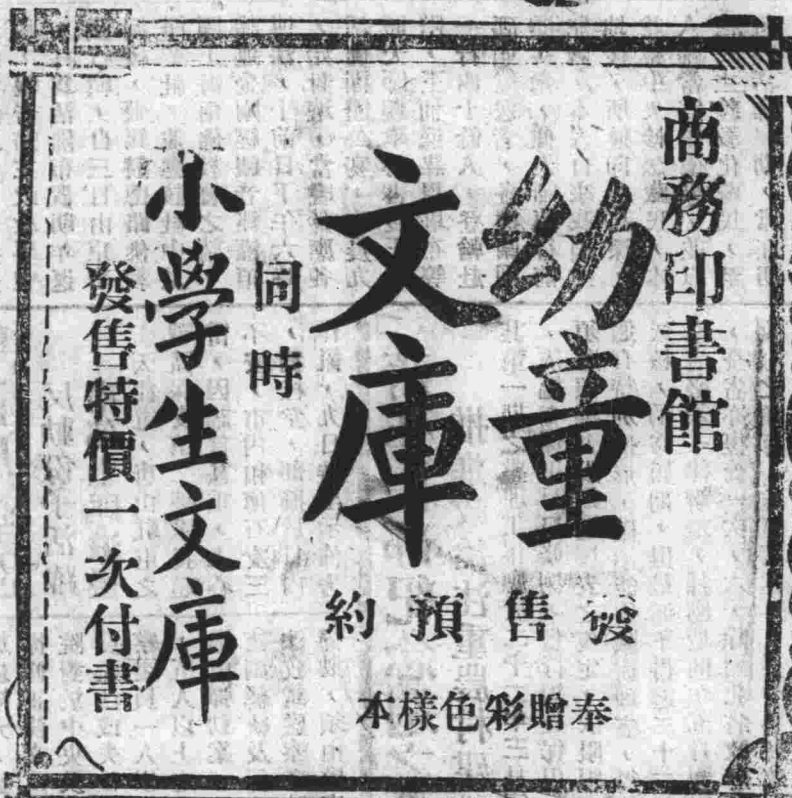 商務印書館
幼童
文庫
發售預約
奉贈彩色樣本
同時
小學生文庫
發售特價一次付書